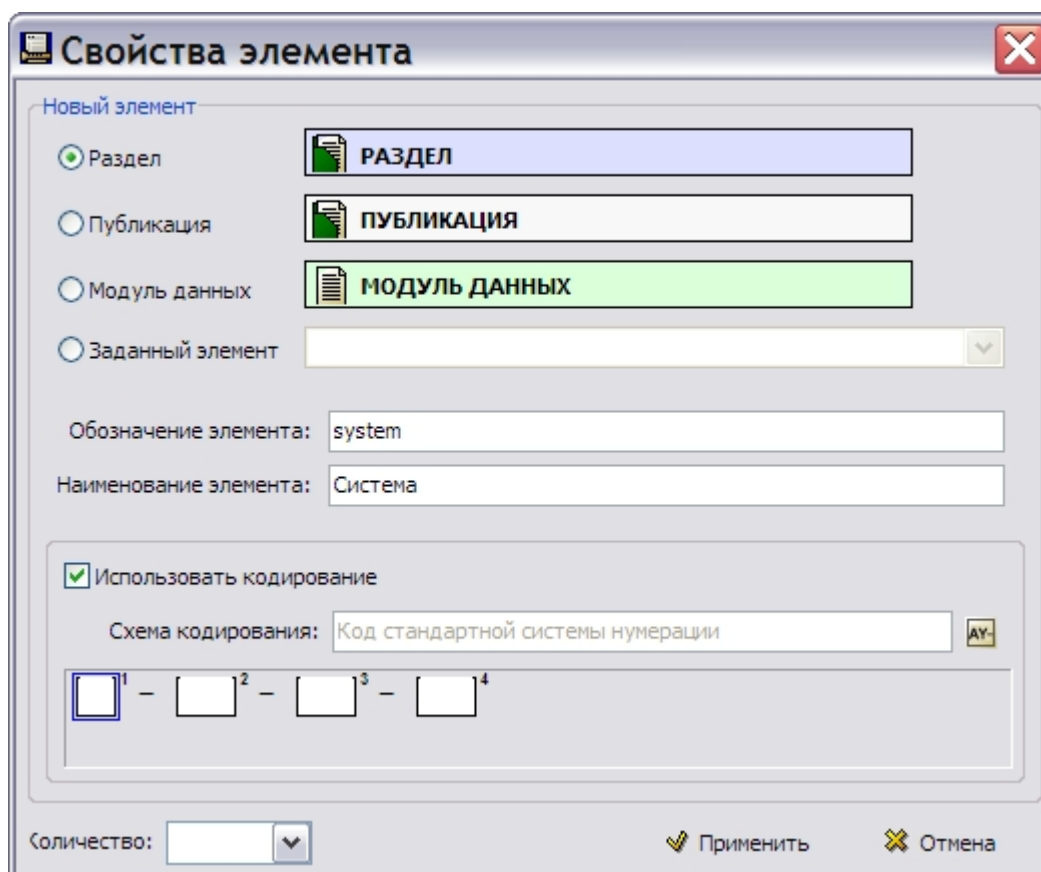 Свойства элемента
Новый элемент
Раздел РАЗДЕЛ
Публикация ПУБЛИКАЦИЯ
Модуль данных МОДУЛЬ ДАННЫХ
Заданный элемент
Обозначение элемента: system
Наименование элемента: Система
Использовать кодирование
Схема кодирования: Код стандартной системы нумерации AY-
1 – 2 – 3 – 4
Количество: Применить Отмена